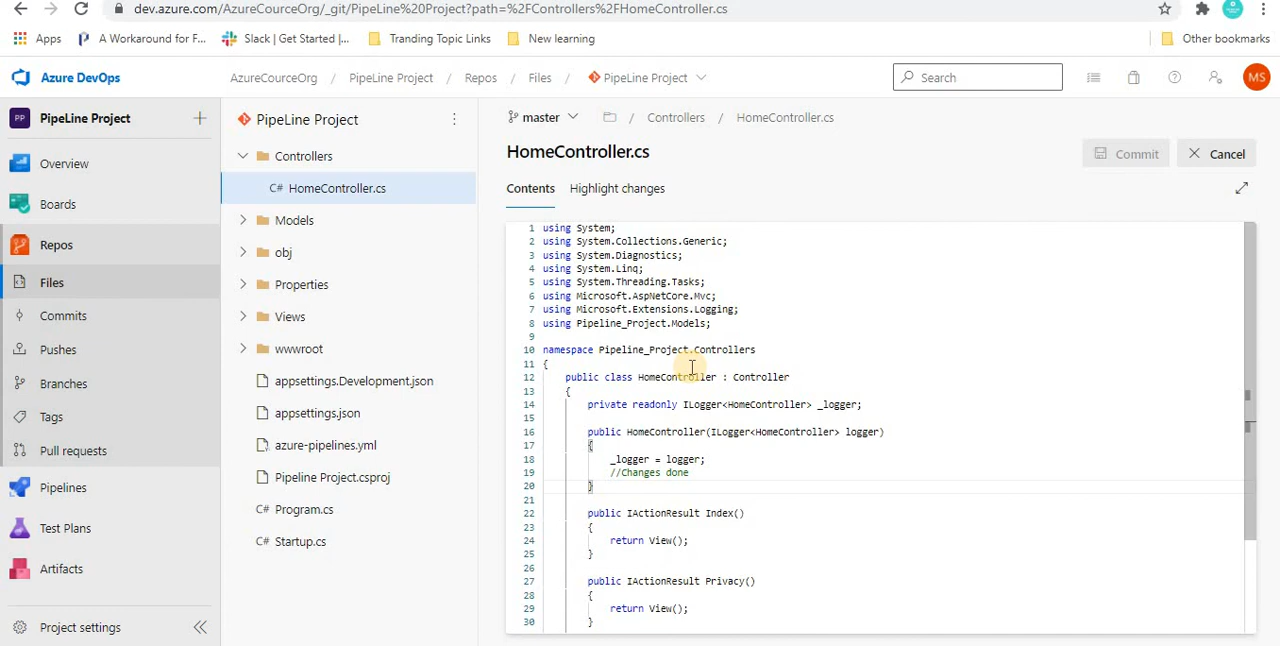 dev.azure.com/AzureCourceOrg/_git/PipeLine%20Project?path=%2FControllers%2FHomeController.cs
Apps
A Workaround for F...
Slack | Get Started |...
Tranding Topic Links
New learning
Other bookmarks
Azure DevOps
AzureCourceOrg / PipeLine Project / Repos / Files / PipeLine Project
Search
MS
PP PipeLine Project
Overview
Boards
Repos
Files
Commits
Pushes
Branches
Tags
Pull requests
Pipelines
Test Plans
Artifacts
Project settings
PipeLine Project
Controllers
C# HomeController.cs
Models
obj
Properties
Views
wwwroot
appsettings.Development.json
appsettings.json
azure-pipelines.yml
Pipeline Project.csproj
C# Program.cs
C# Startup.cs
master / Controllers / HomeController.cs
HomeController.cs
Commit
Cancel
Contents
Highlight changes
1 using System;
2 using System.Collections.Generic;
3 using System.Diagnostics;
4 using System.Linq;
5 using System.Threading.Tasks;
6 using Microsoft.AspNetCore.Mvc;
7 using Microsoft.Extensions.Logging;
8 using Pipeline_Project.Models;
9
10 namespace Pipeline_Project.Controllers
11 {
12 public class HomeController : Controller
13 {
14 private readonly ILogger<HomeController> _logger;
15
16 public HomeController(ILogger<HomeController> logger)
17 {
18 _logger = logger;
19 //Changes done
20 }
21
22 public IActionResult Index()
23 {
24 return View();
25 }
26
27 public IActionResult Privacy()
28 {
29 return View();
30 }